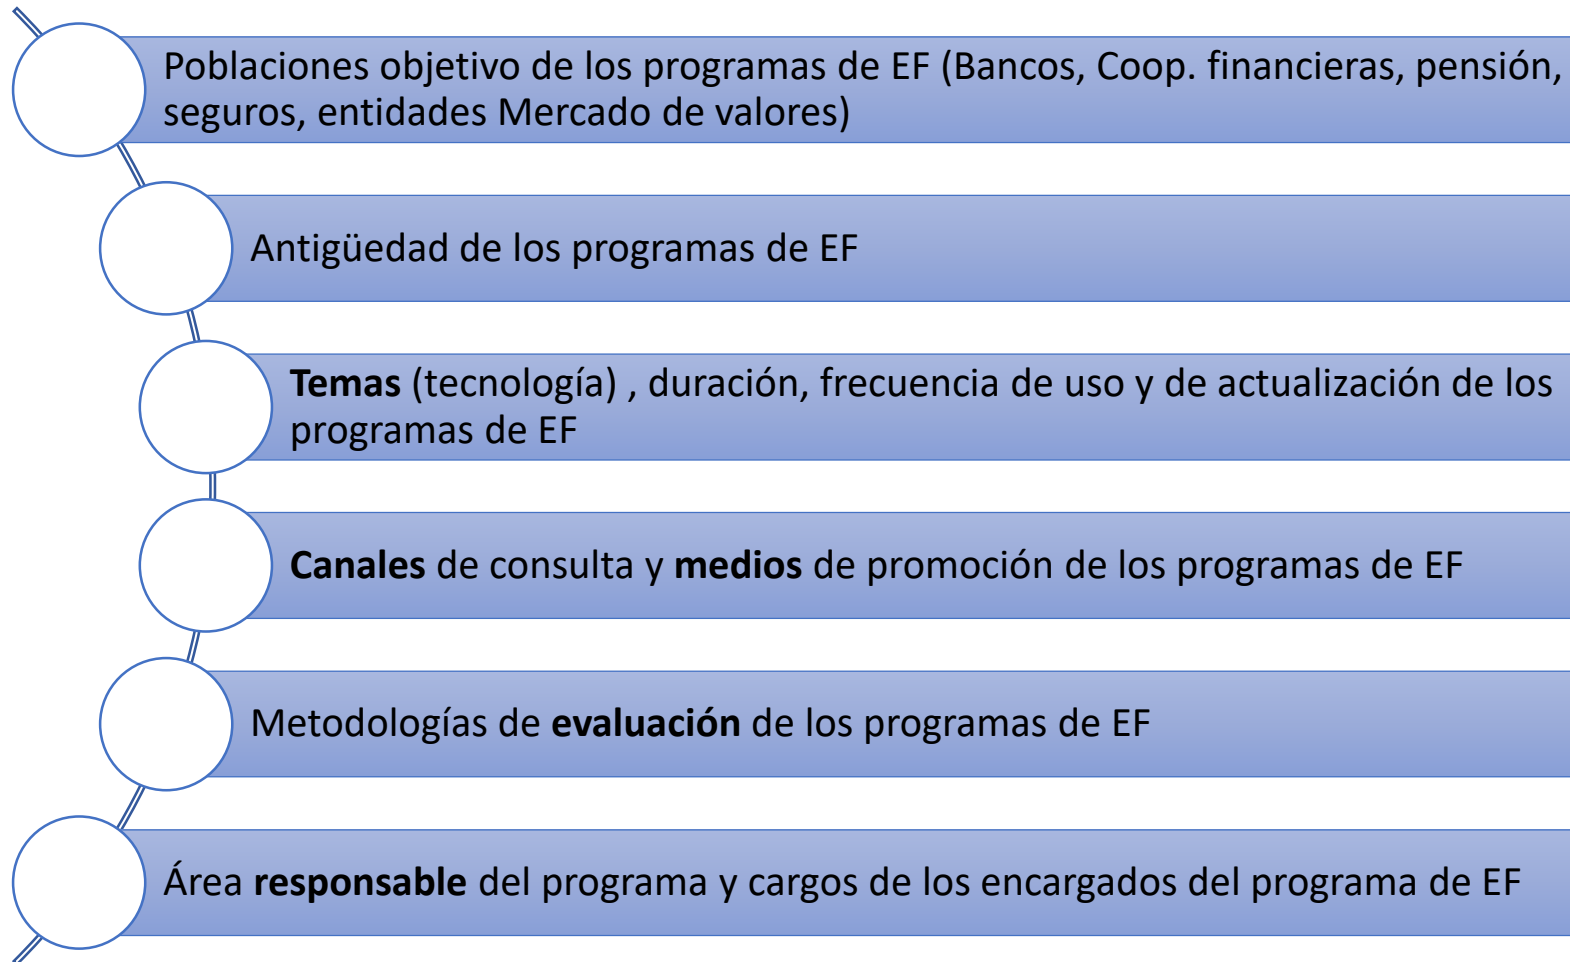 Poblaciones objetivo de los programas de EF (Bancos, Coop. financieras, pensión,
seguros, entidades Mercado de valores)
Antigüedad de los programas de EF
Temas (tecnología) , duración, frecuencia de uso y de actualización de los
programas de EF
Canales de consulta y medios de promoción de los programas de EF
Metodologías de evaluación de los programas de EF
Área responsable del programa y cargos de los encargados del programa de EF